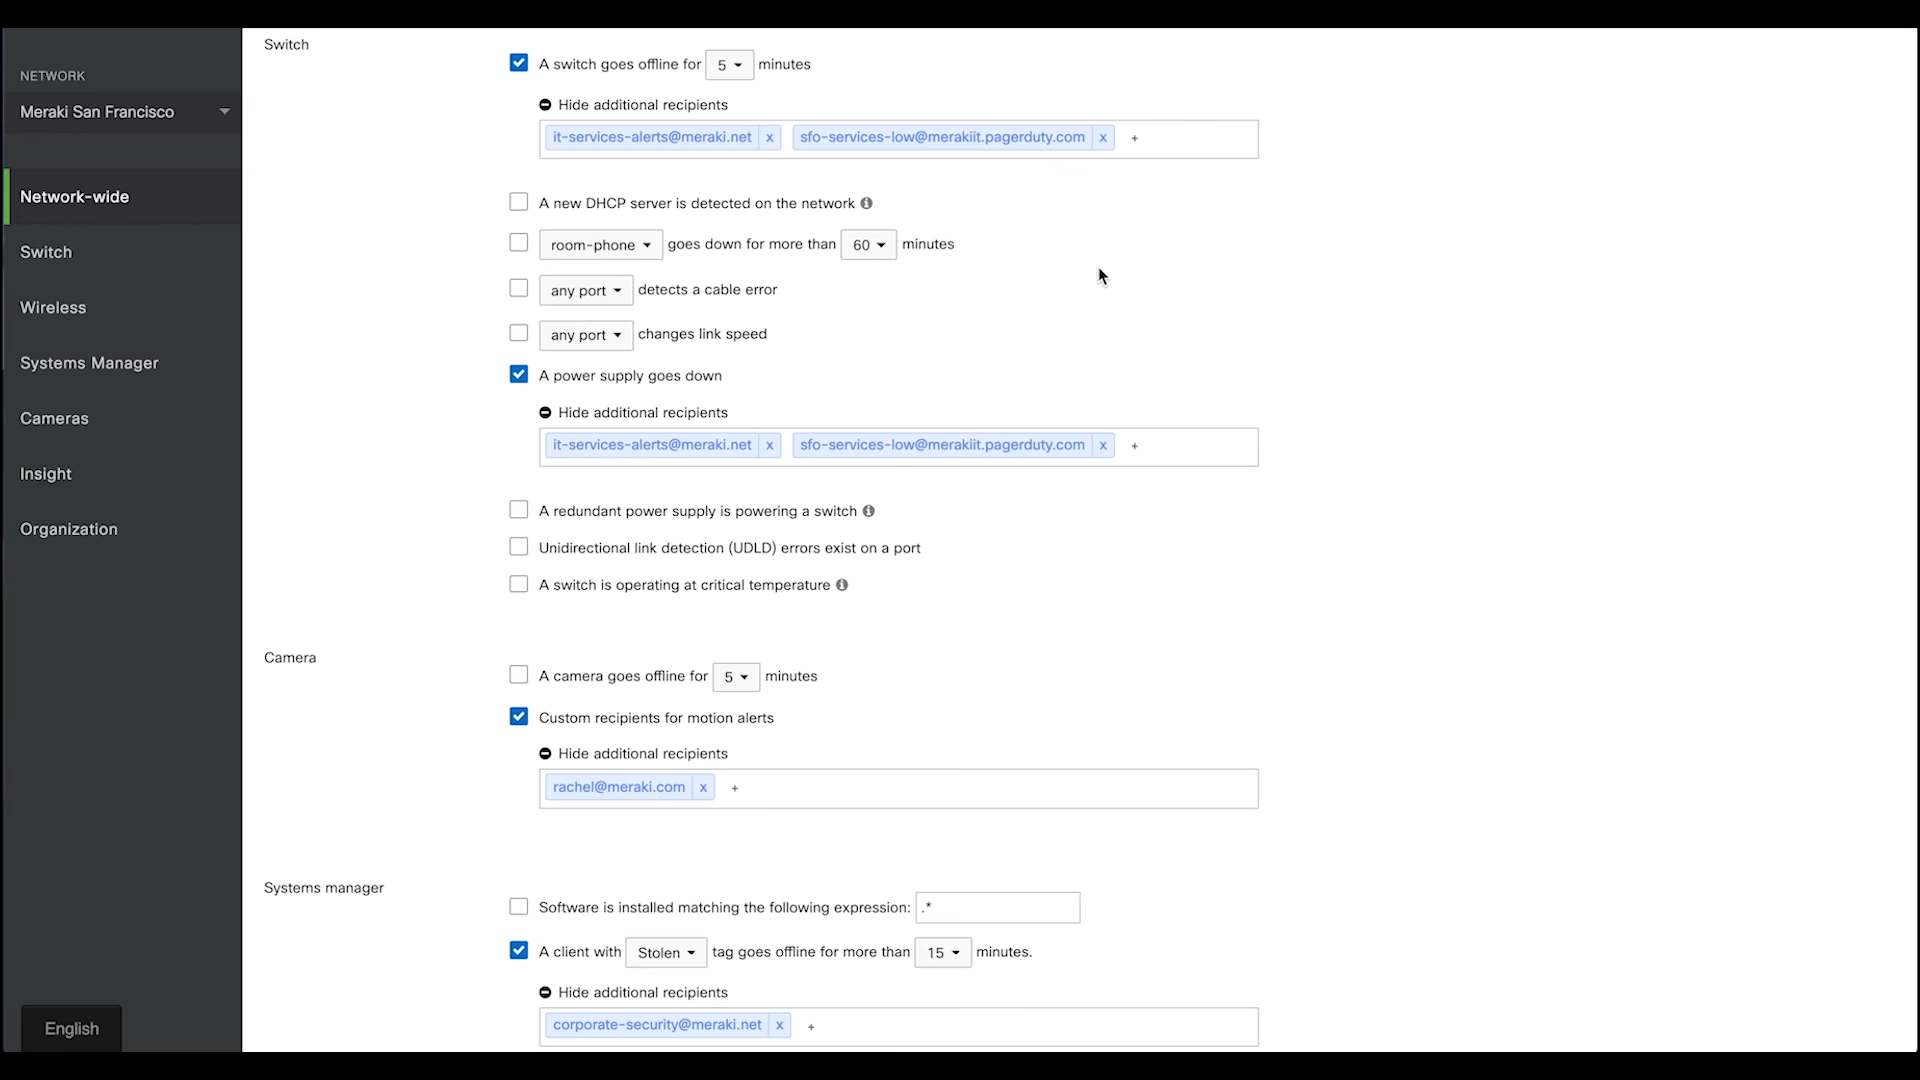 NETWORK
Meraki San Francisco
Network-wide
Switch
Wireless
Systems Manager
Cameras
Insight
Organization
English
Switch
A switch goes offline for 5 minutes
Hide additional recipients
it-services-alerts@meraki.net x sfo-services-low@merakiit.pagerduty.com x +
A new DHCP server is detected on the network
room-phone goes down for more than 60 minutes
any port detects a cable error
any port changes link speed
A power supply goes down
Hide additional recipients
it-services-alerts@meraki.net x sfo-services-low@merakiit.pagerduty.com x +
A redundant power supply is powering a switch
Unidirectional link detection (UDLD) errors exist on a port
A switch is operating at critical temperature
Camera
A camera goes offline for 5 minutes
Custom recipients for motion alerts
Hide additional recipients
rachel@meraki.com x +
Systems manager
Software is installed matching the following expression: .*
A client with Stolen tag goes offline for more than 15 minutes.
Hide additional recipients
corporate-security@meraki.net x +